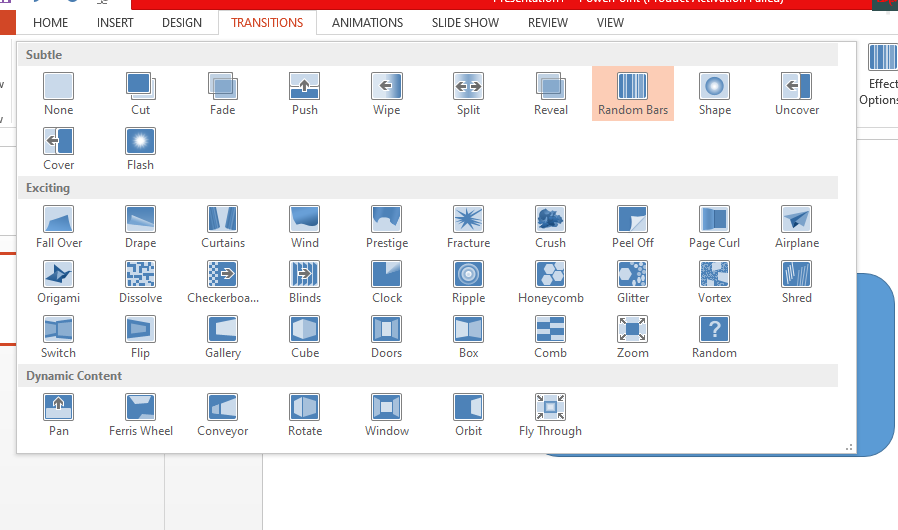 Presentation1 - PowerPoint (Product Activation Failed)
HOME INSERT DESIGN TRANSITIONS ANIMATIONS SLIDE SHOW REVIEW VIEW
Subtle
None Cut Fade Push Wipe Split Reveal Random Bars Shape Uncover
Cover Flash
Effect
Options
Exciting
Fall Over Drape Curtains Wind Prestige Fracture Crush Peel Off Page Curl Airplane
Origami Dissolve Checkerboa... Blinds Clock Ripple Honeycomb Glitter Vortex Shred
Switch Flip Gallery Cube Doors Box Comb Zoom Random
Dynamic Content
Pan Ferris Wheel Conveyor Rotate Window Orbit Fly Through